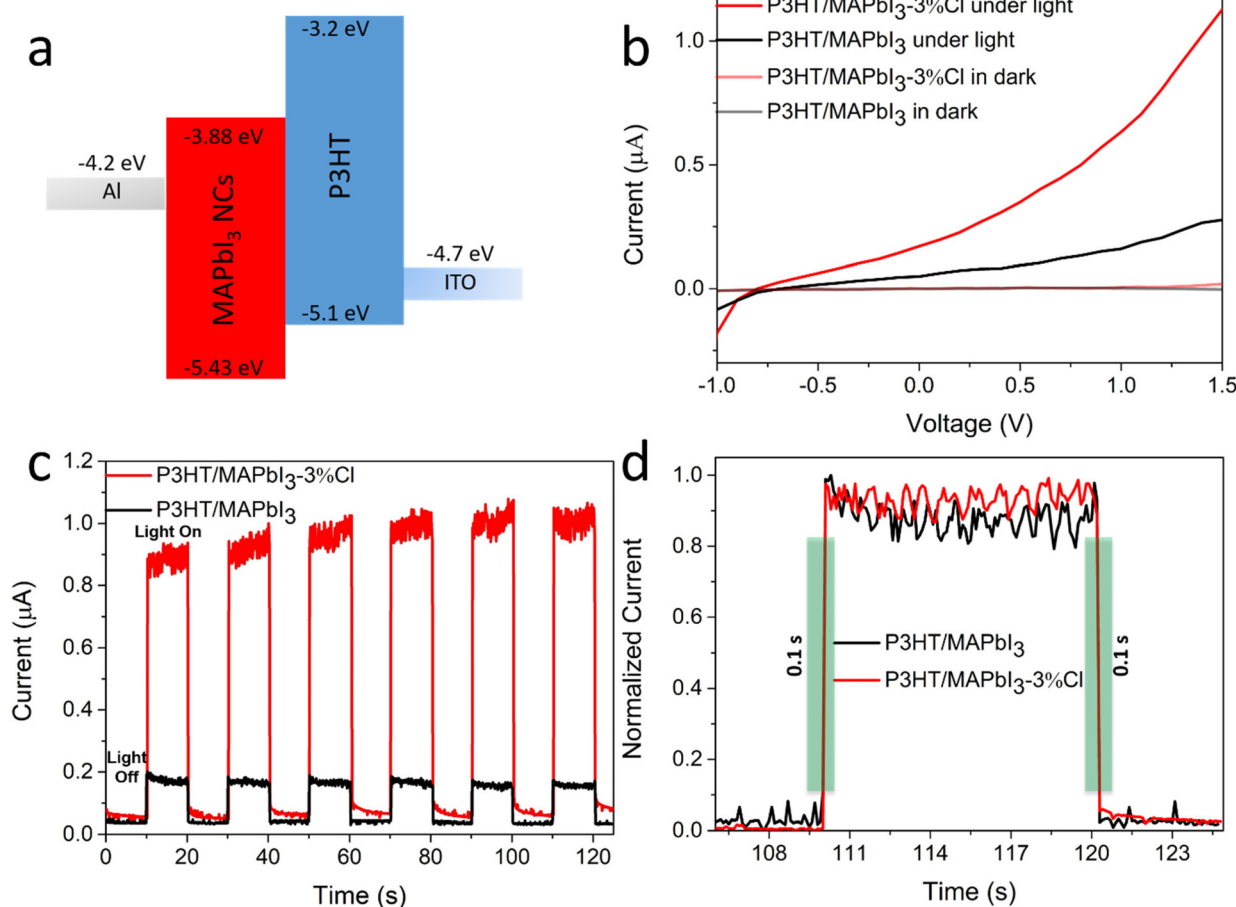 a
-3.2 eV
-3.88 eV
-4.2 eV
Al
MAPbI3 NCs
P3HT
-4.7 eV
ITO
-5.1 eV
-5.43 eV
b
P3HT/MAPbI3-3%Cl under light
P3HT/MAPbI3 under light
P3HT/MAPbI3-3%Cl in dark
P3HT/MAPbI3 in dark
1.0
0.5
0.0
Current (μA)
-1.0 -0.5 0.0 0.5 1.0 1.5
Voltage (V)
c
P3HT/MAPbI3-3%Cl
P3HT/MAPbI3
Light On
Light
Off
1.2
1.0
0.8
0.6
0.4
0.2
0.0
Current (μA)
0 20 40 60 80 100 120
Time (s)
d
1.0
0.8
0.6
0.4
0.2
0.0
Normalized Current
0.1 s
P3HT/MAPbI3
P3HT/MAPbI3-3%Cl
0.1 s
108 111 114 117 120 123
Time (s)